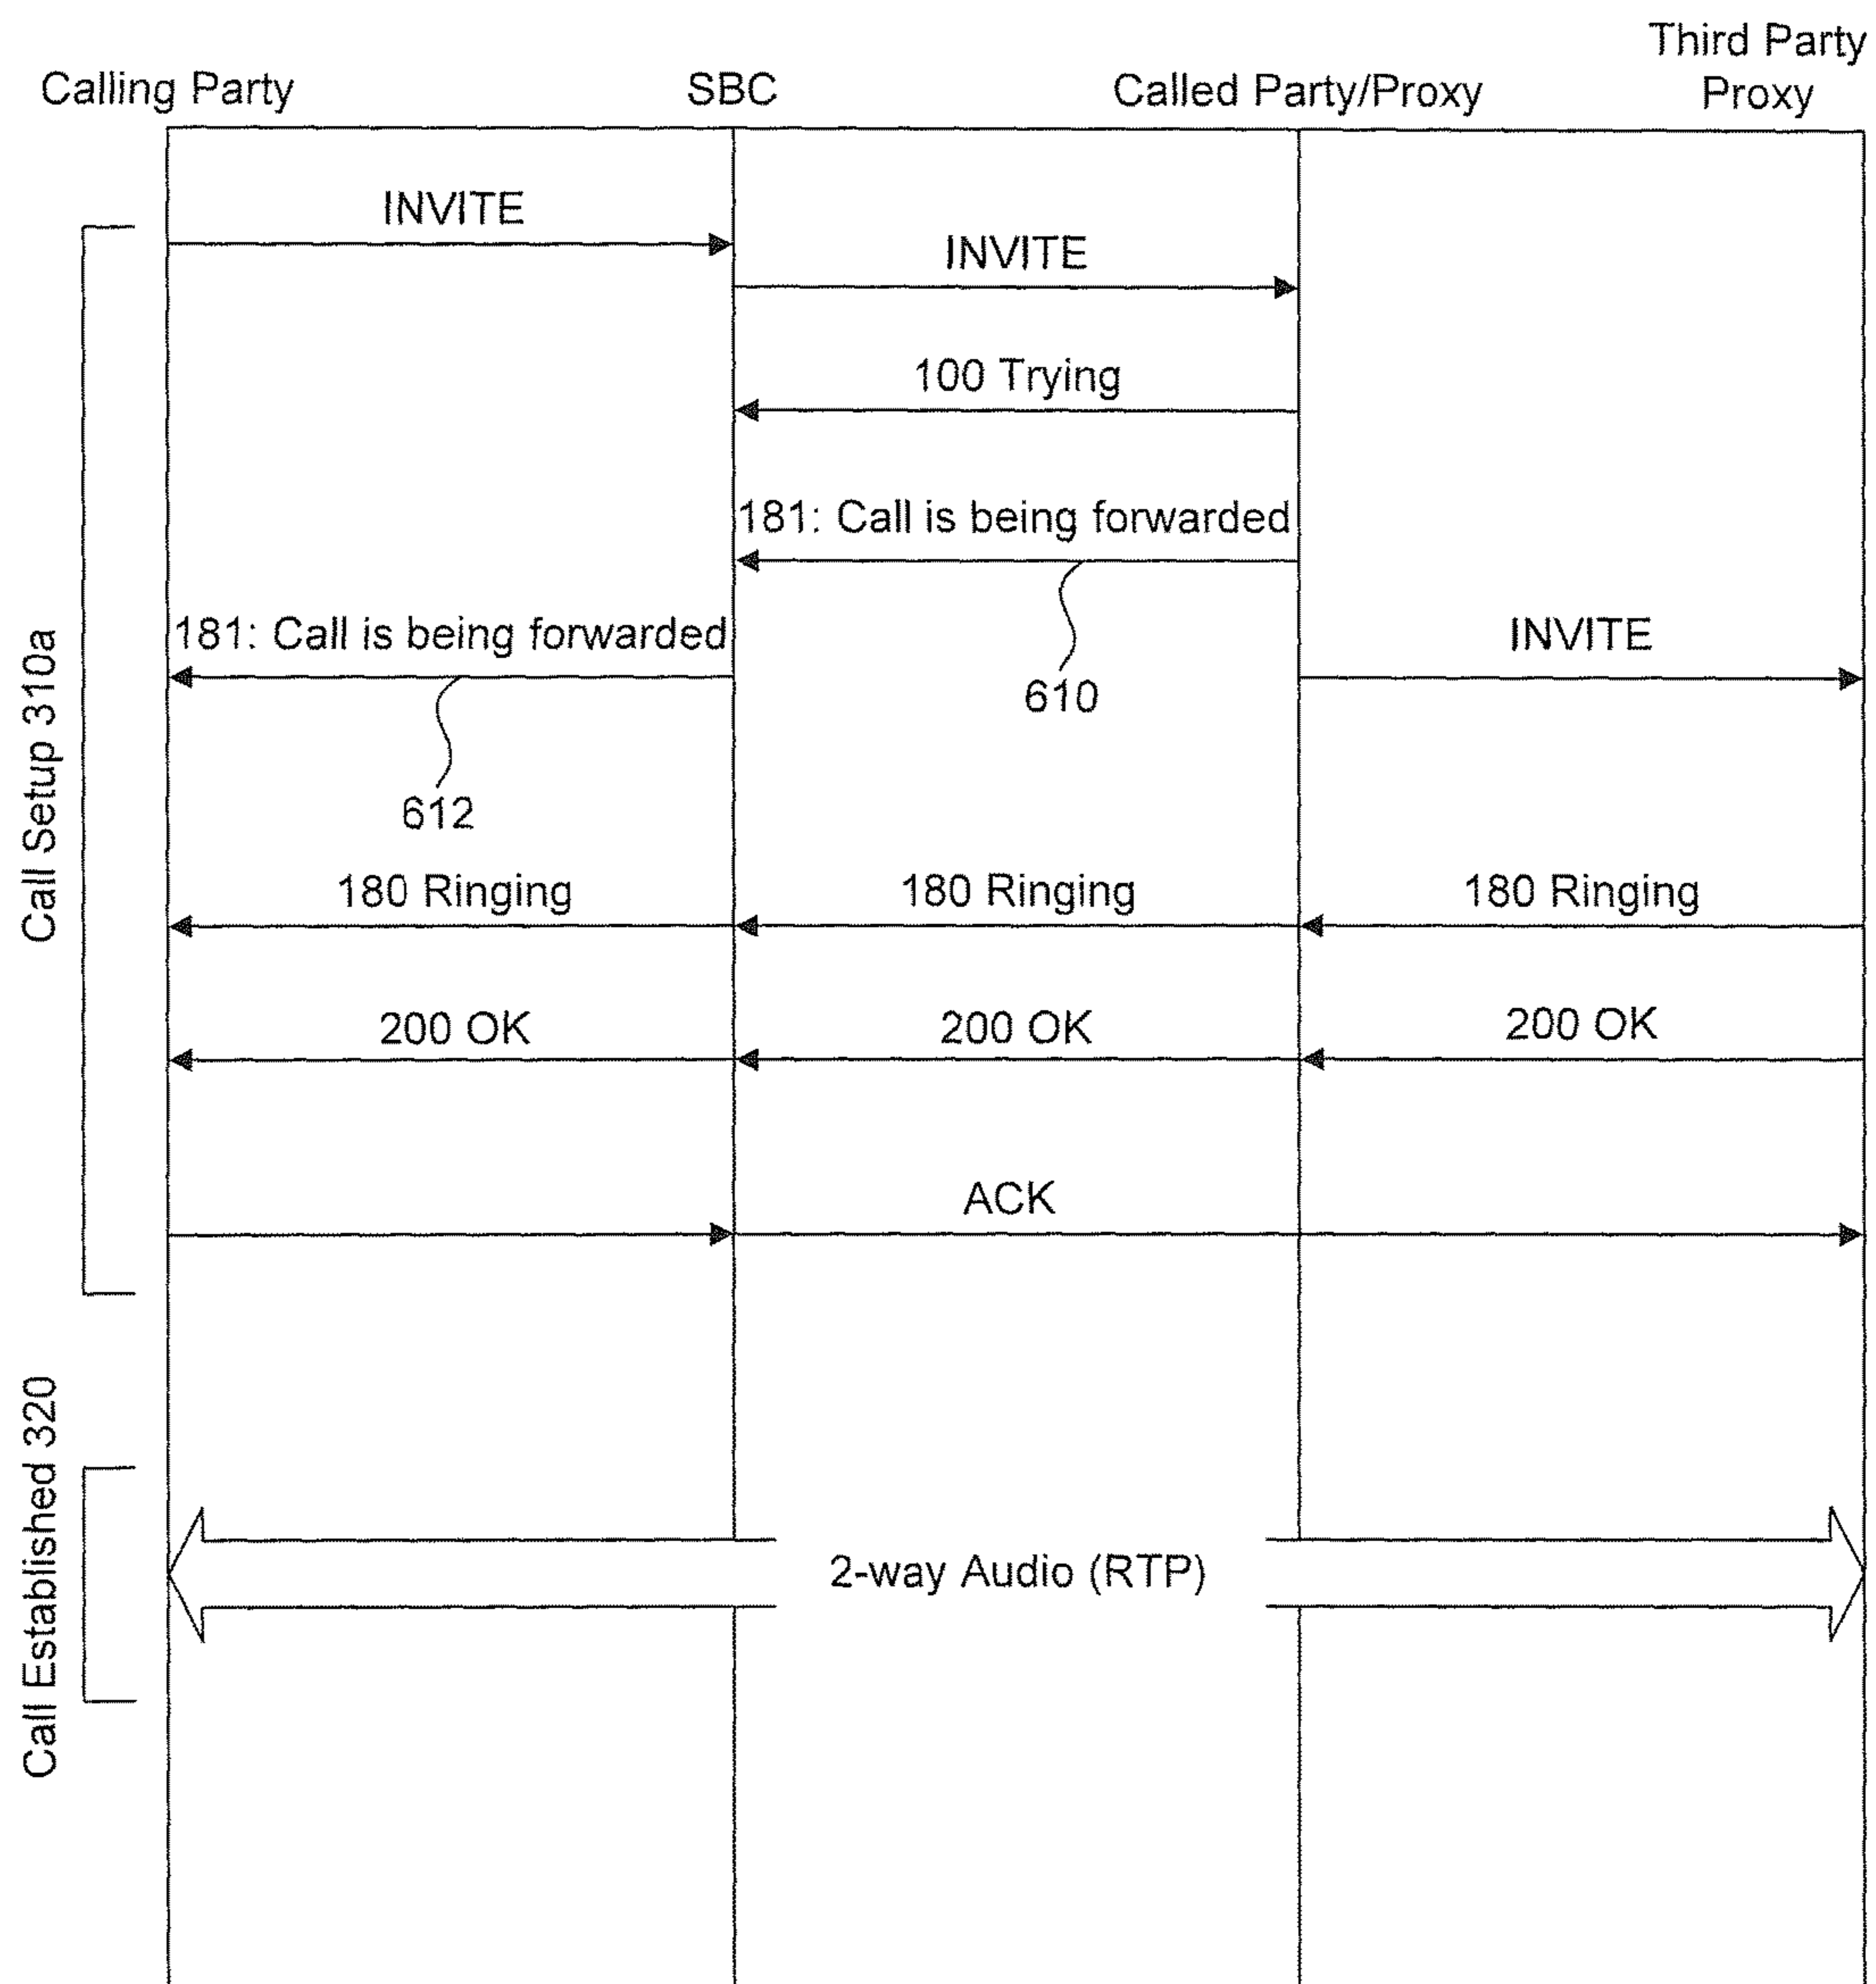 Third Party
Proxy
Calling Party
SBC
Called Party/Proxy
INVITE
INVITE
100 Trying
181: Call is being forwarded
610
181: Call is being forwarded
612
INVITE
Call Setup 310a
180 Ringing
180 Ringing
180 Ringing
200 OK
200 OK
200 OK
ACK
Call Established 320
2-way Audio (RTP)